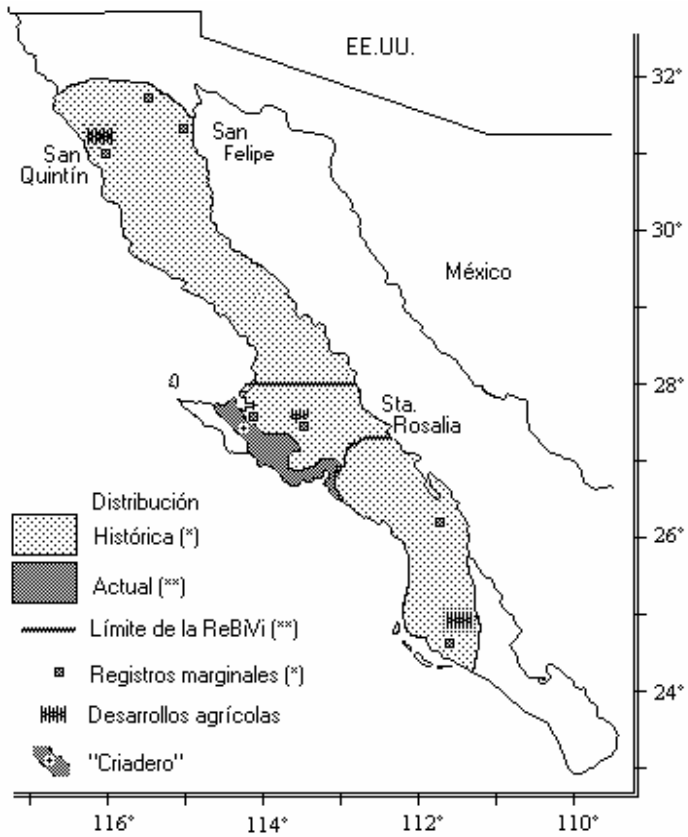 EE.UU.
32°
San
Felipe
San
Quintín
30°
México
28°
Sta.
Rosalia
Distribución
Histórica (*)
26°
Actual (**)
Límite de la ReBiVi (**)
Registros marginales (*)
24°
Desarrollos agrícolas
"Criadero"
116°
114°
112°
110°